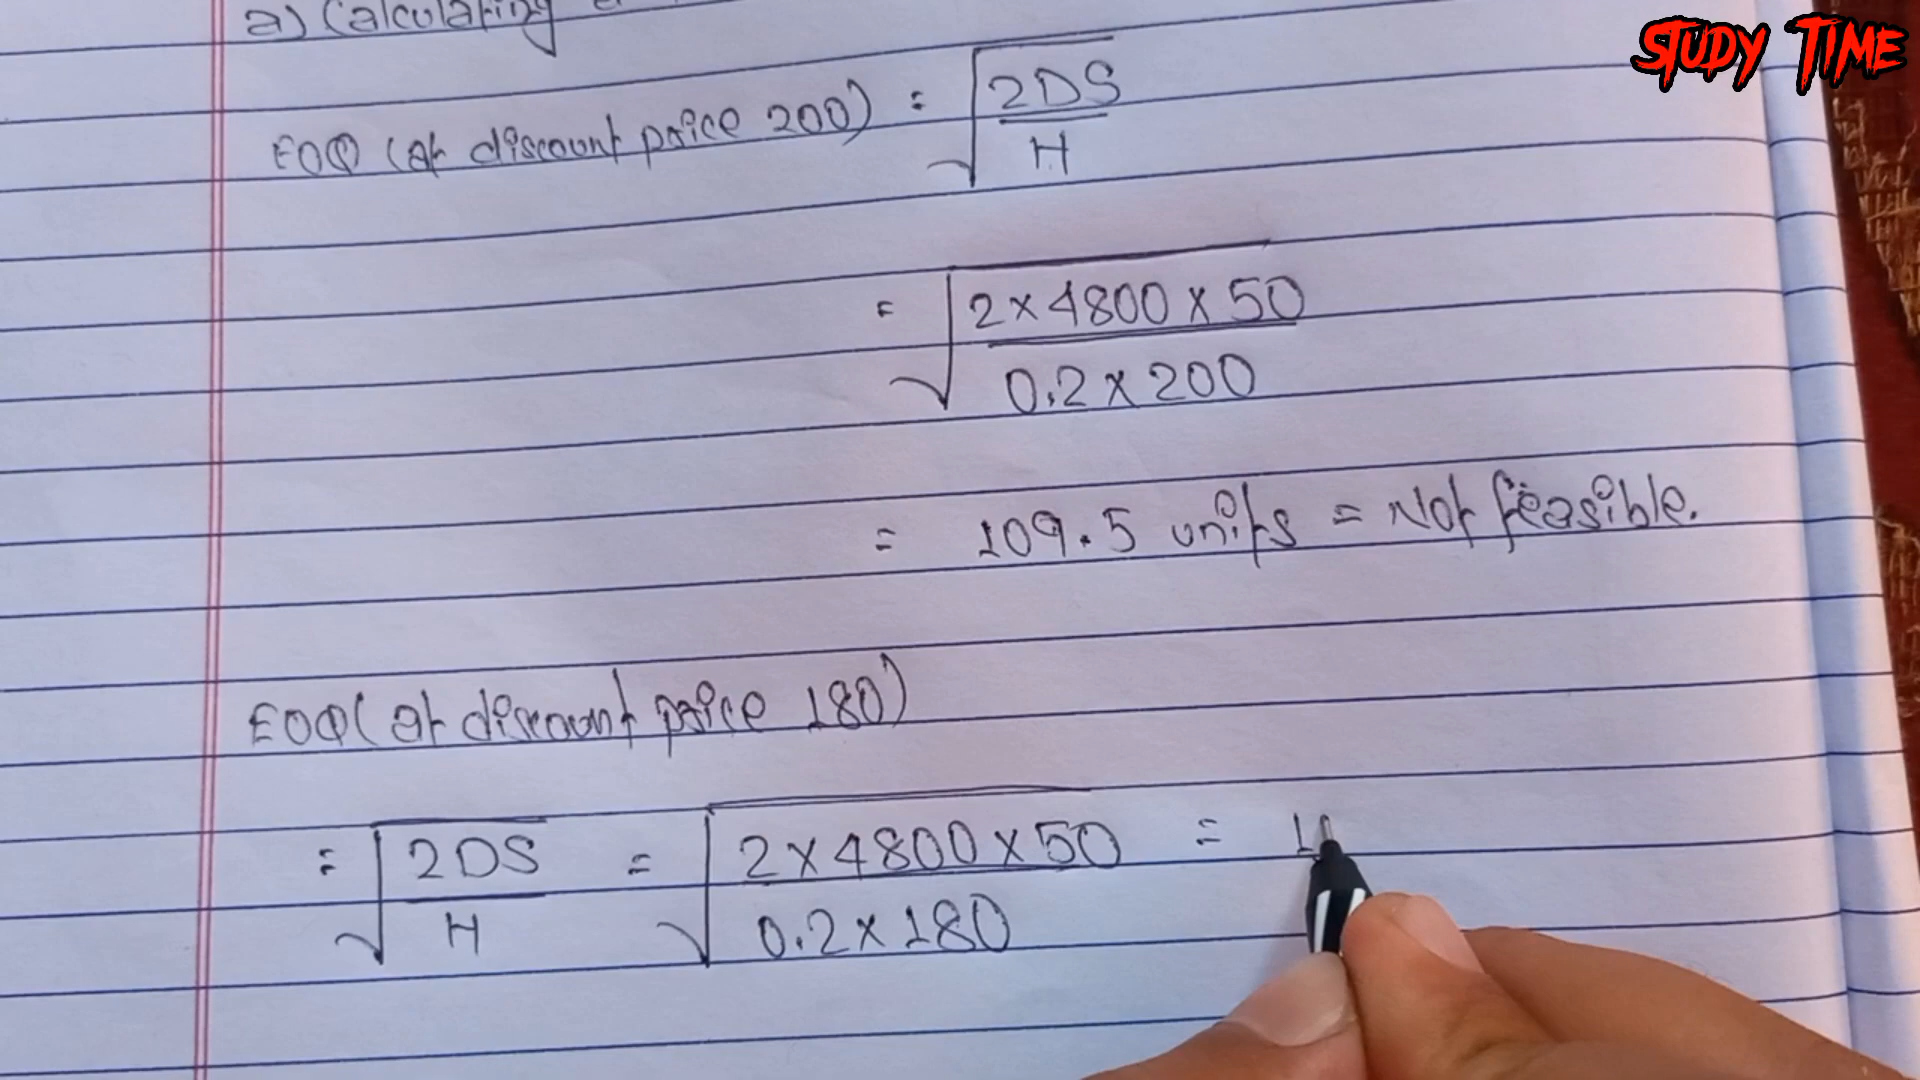 STUDY TIME
a) Calculating
EOQ (at discount price 200) = √2DS
H
= √2×4800×50
0.2×200
= 109.5 units = Not feasible.
EOQ (at discount price 180)
= √2DS = √2×4800×50 =
H 0.2×180